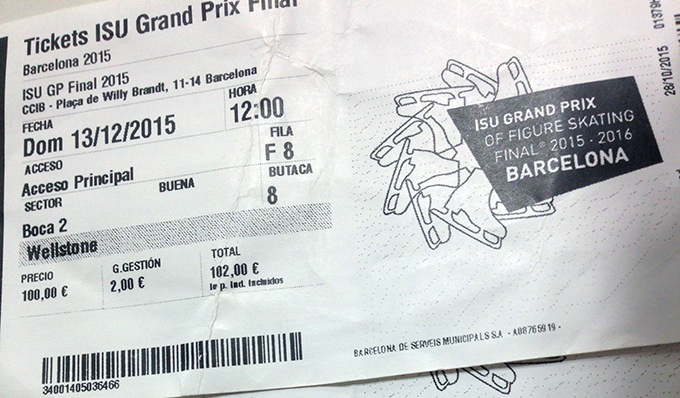 Tickets ISU Grand Prix Final
Barcelona 2015
ISU GP Final 2015
CCIB - Plaça de Willy Brandt, 11-14 Barcelona
FECHA HORA
Dom 13/12/2015 12:00
ACCESO FILA
Acceso Principal F 8
SECTOR BUENA BUTACA
Boca 2 8
Wellstone
PRECIO G.GESTIÓN TOTAL
100,00 € 2,00 € 102,00 €
Imp. Ind. Incluidos
34001405036466
ISU GRAND PRIX
OF FIGURE SKATING
FINAL® 2015 · 2016
BARCELONA
BARCELONA DE SERVEIS MUNICIPALS S.A. - A08765919 -
28/10/2015